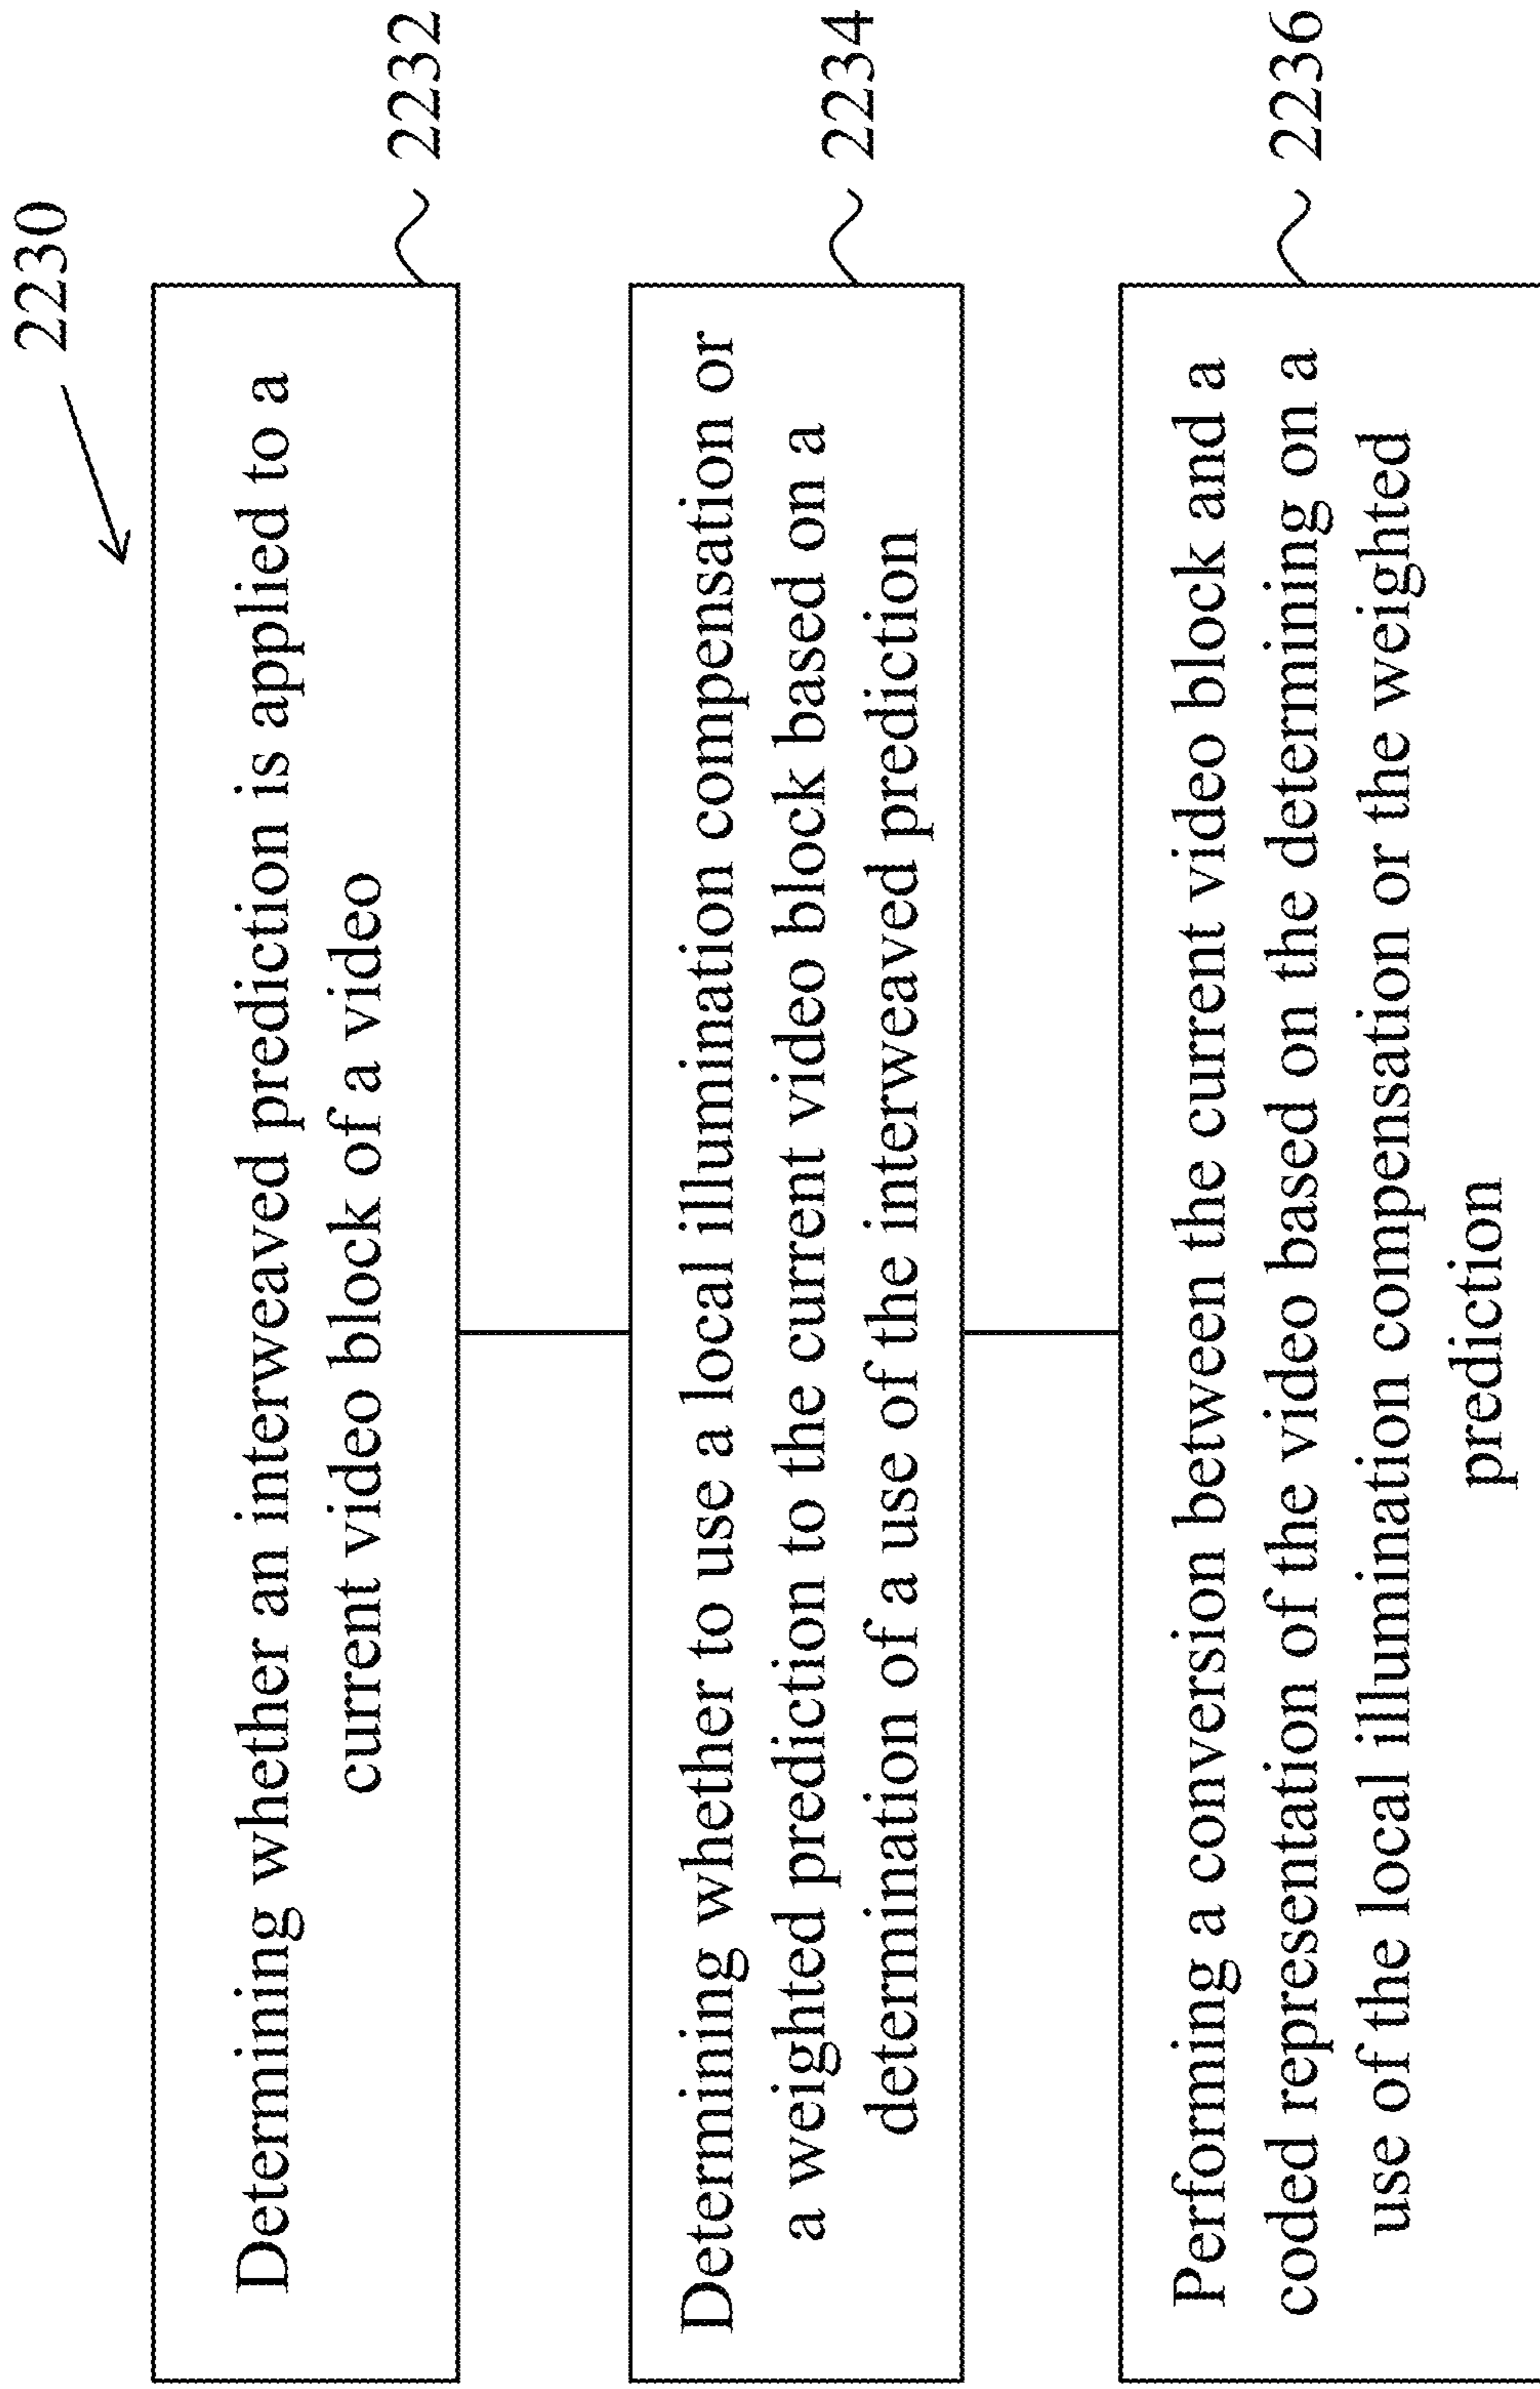 2230
Determining whether an interweaved prediction is applied to a
current video block of a video
2232
Determining whether to use a local illumination compensation or
a weighted prediction to the current video block based on a
determination of a use of the interweaved prediction
2234
Performing a conversion between the current video block and a
coded representation of the video based on the determining on a
use of the local illumination compensation or the weighted
prediction
2236